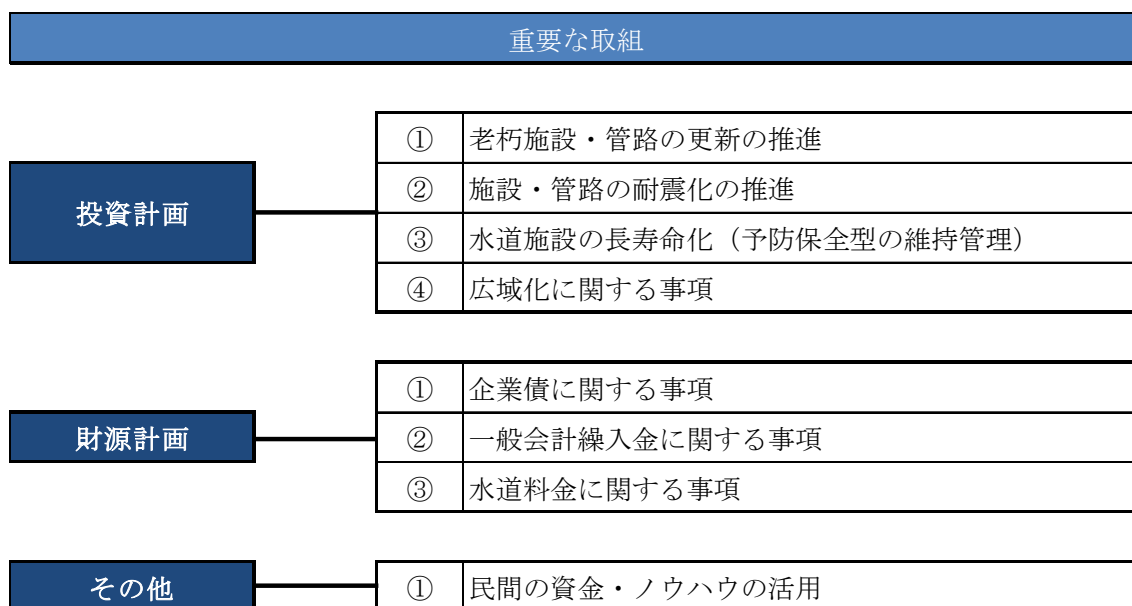 重要な取組
投資計画
① 老朽施設・管路の更新の推進
② 施設・管路の耐震化の推進
③ 水道施設の長寿命化（予防保全型の維持管理）
④ 広域化に関する事項
財源計画
① 企業債に関する事項
② 一般会計繰入金に関する事項
③ 水道料金に関する事項
その他
① 民間の資金・ノウハウの活用